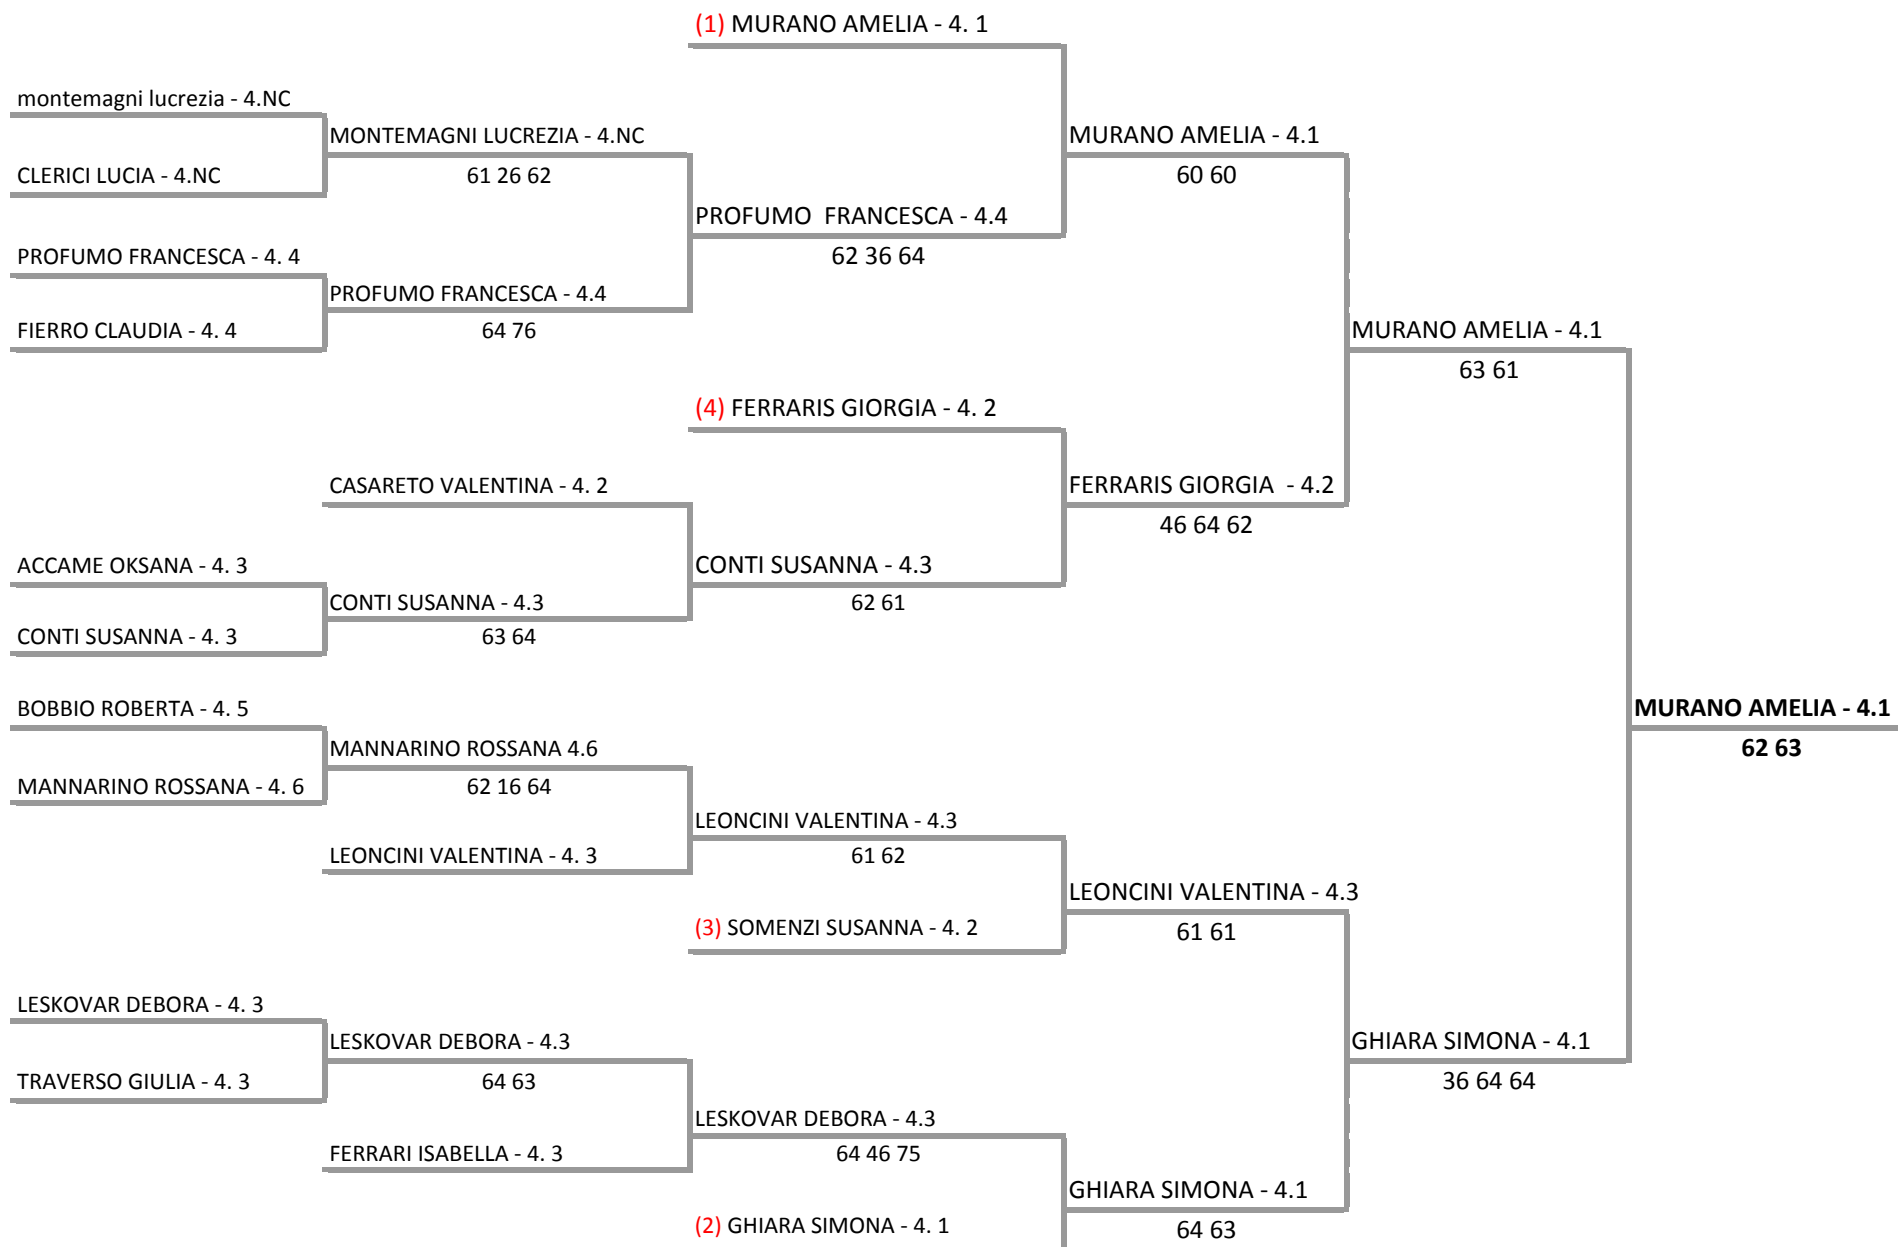 (1) MURANO AMELIA - 4. 1
montemagni lucrezia - 4.NC
MONTEMAGNI LUCREZIA - 4.NC
MURANO AMELIA - 4.1
CLERICI LUCIA - 4.NC
61 26 62
60 60
PROFUMO  FRANCESCA - 4.4
PROFUMO FRANCESCA - 4. 4
62 36 64
PROFUMO FRANCESCA - 4.4
FIERRO CLAUDIA - 4. 4
64 76
MURANO AMELIA - 4.1
63 61
(4) FERRARIS GIORGIA - 4. 2
CASARETO VALENTINA - 4. 2
FERRARIS GIORGIA  - 4.2
46 64 62
ACCAME OKSANA - 4. 3
CONTI SUSANNA - 4.3
CONTI SUSANNA - 4.3
62 61
CONTI SUSANNA - 4. 3
63 64
BOBBIO ROBERTA - 4. 5
MURANO AMELIA - 4.1
MANNARINO ROSSANA 4.6
62 63
MANNARINO ROSSANA - 4. 6
62 16 64
LEONCINI VALENTINA - 4.3
LEONCINI VALENTINA - 4. 3
61 62
LEONCINI VALENTINA - 4.3
(3) SOMENZI SUSANNA - 4. 2
61 61
LESKOVAR DEBORA - 4. 3
LESKOVAR DEBORA - 4.3
GHIARA SIMONA - 4.1
TRAVERSO GIULIA - 4. 3
64 63
36 64 64
LESKOVAR DEBORA - 4.3
FERRARI ISABELLA - 4. 3
64 46 75
GHIARA SIMONA - 4.1
(2) GHIARA SIMONA - 4. 1
64 63